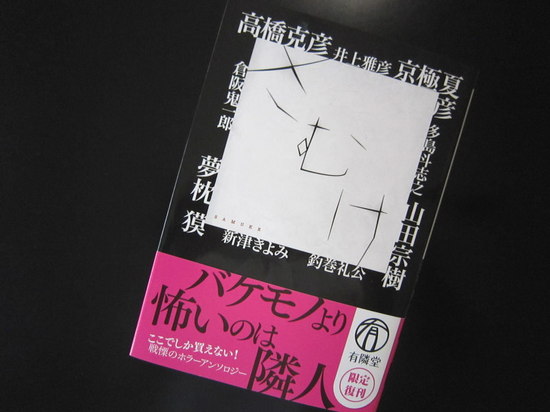 高橋克彦
井上雅彦
京極夏彦
倉阪鬼一郎
多島斗志之
夢枕獏
山田宗樹
さむけ
SAMUKE
新津きよみ
釣巻礼公
バケモノより
怖いのは
隣人
ここでしか買えない!
戦慄のホラーアンソロジー
有
有隣堂
限定
復刊